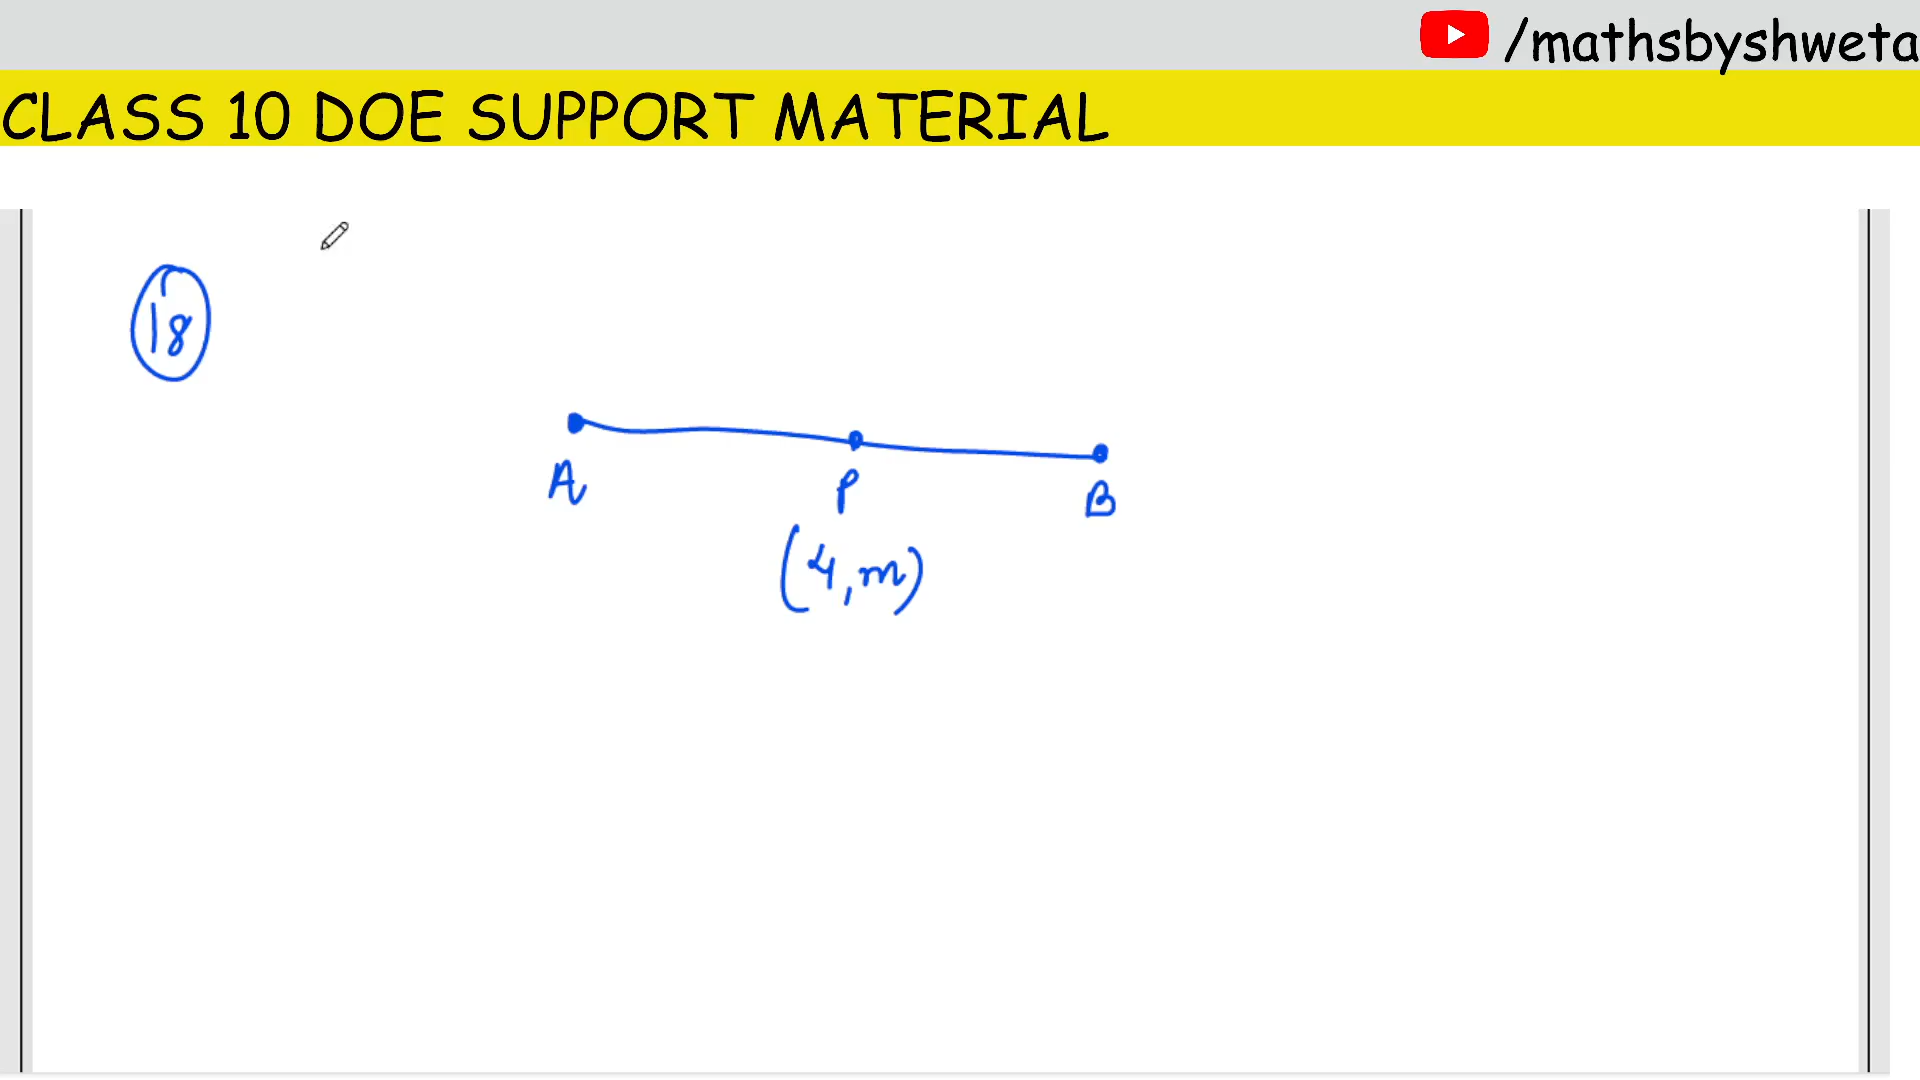 /mathsbyshweta
CLASS 10 DOE SUPPORT MATERIAL
18
A P B
(4,m)